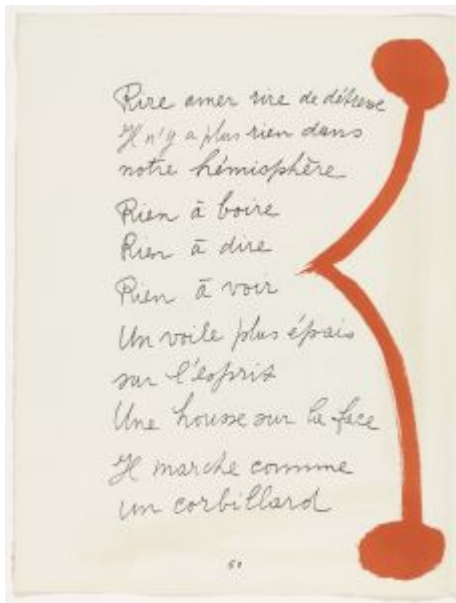 Rire amer rire de détresse
Il n'y a plus rien dans
notre hémisphère
Rien à boire
Rien à dire
Rien à voir
Un voile plus épais
sur l'esprit
Une housse sur la face
Il marche comme
un corbillard